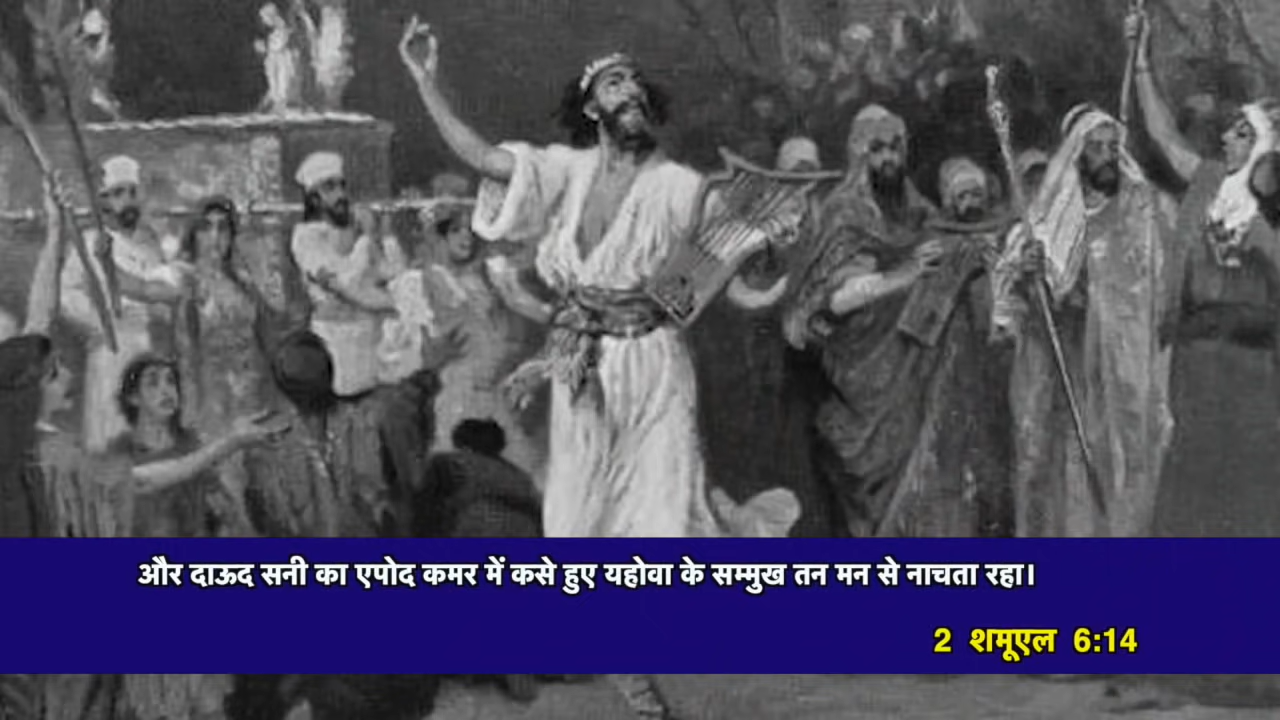 और दाऊद सनी का एपोद कमर में कसे हुए यहोवा के सम्मुख तन मन से नाचता रहा।
2 शमूएल 6:14